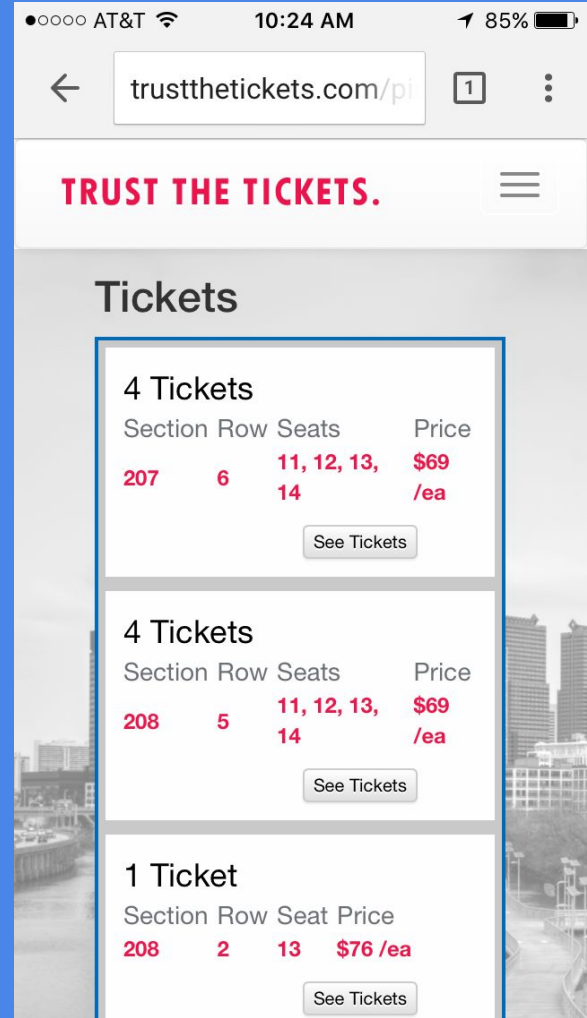 AT&T 10:24 AM 85%
trustthetickets.com/pi 1
TRUST THE TICKETS.
Tickets
4 Tickets
Section Row Seats Price
207 6 11, 12, 13, 14 $69 /ea
See Tickets
4 Tickets
Section Row Seats Price
208 5 11, 12, 13, 14 $69 /ea
See Tickets
1 Ticket
Section Row Seat Price
208 2 13 $76 /ea
See Tickets